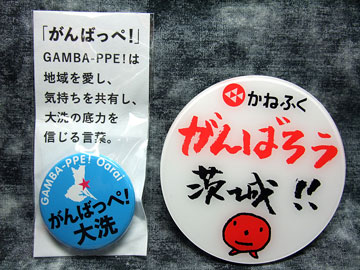 「がんばっぺ！」
GAMBA-PPE!は
地域を愛し、
気持ちを共有し、
大洗の底力を
信じる言葉。
GAMBA-PPE! Oarai
がんばっぺ!
大洗
かねふく
がんばろう
茨城!!